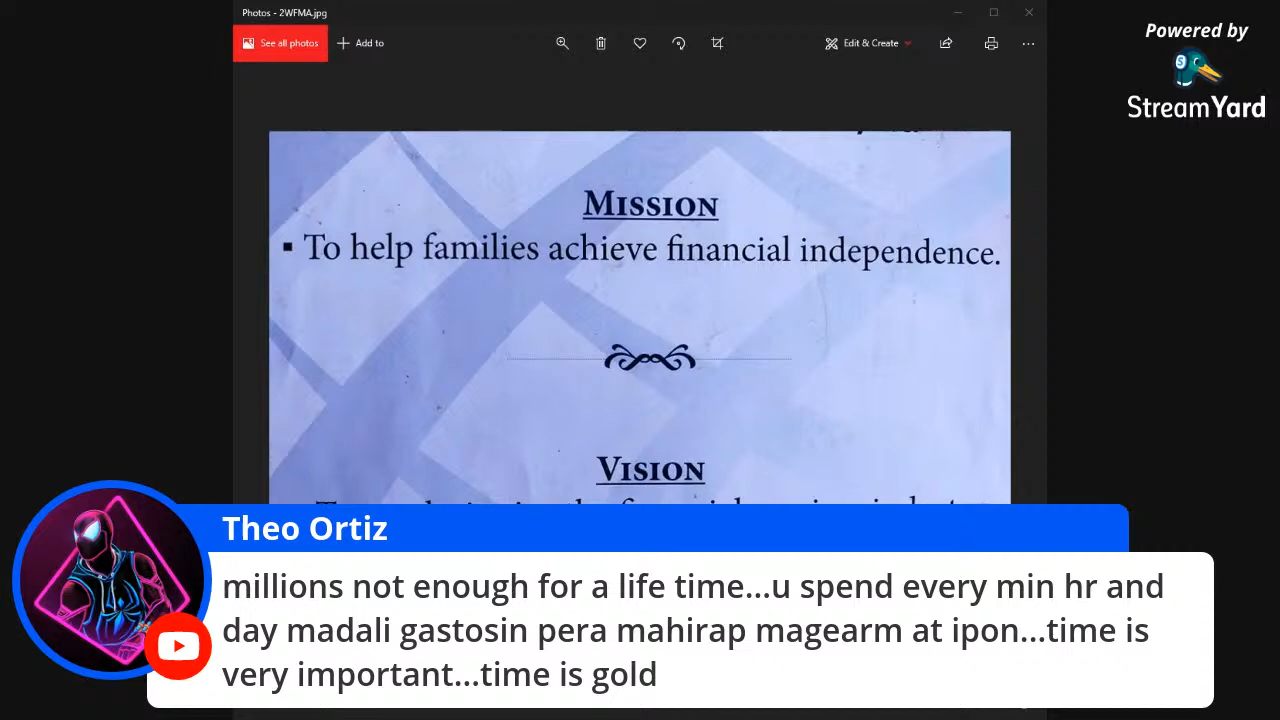 Photos - 2WFMA.jpg
See all photos
Add to
Edit & Create
Powered by
StreamYard
MISSION
▪ To help families achieve financial independence.
VISION
Theo Ortiz
millions not enough for a life time...u spend every min hr and
day madali gastosin pera mahirap magearm at ipon...time is
very important...time is gold